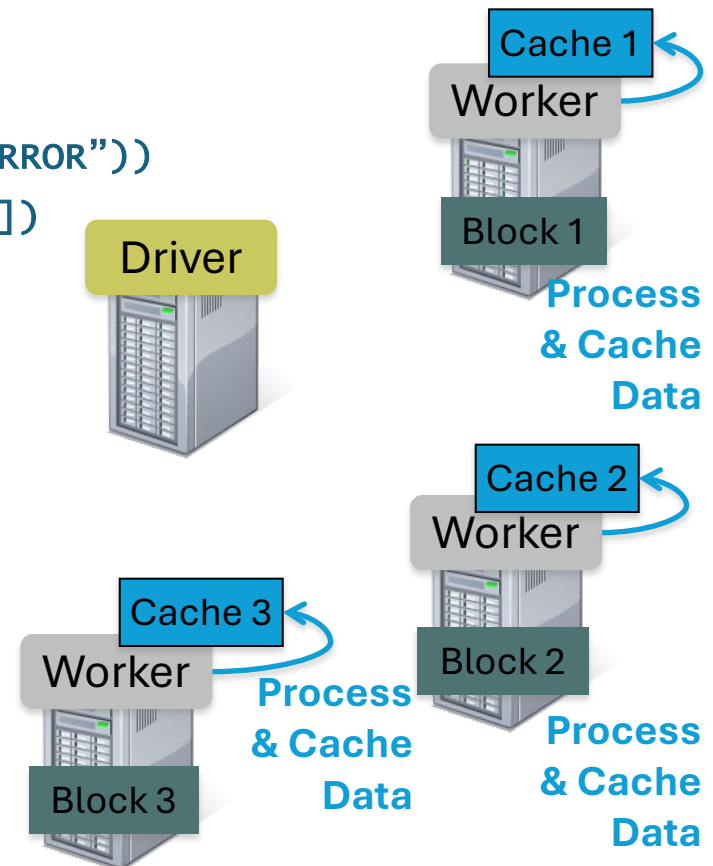 RROR”))
])
Driver
Cache 1
Worker
Block 1
Process
& Cache
Data
Cache 2
Worker
Block 2
Process
& Cache
Data
Cache 3
Worker
Block 3
Process
& Cache
Data